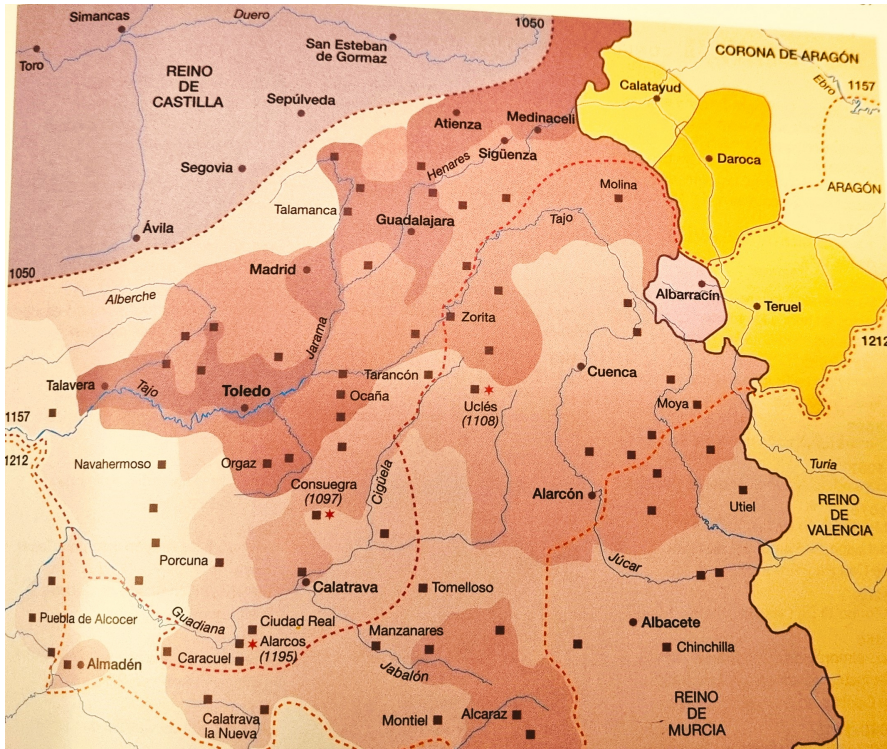 Simancas
Duero
1050
Toro
San Esteban
de Gormaz
CORONA DE ARAGÓN
REINO
DE
CASTILLA
Calatayud
Ebro
1157
Sepúlveda
Atienza
Medinaceli
Segovia
Henares
Sigüenza
Daroca
Talamanca
Molina
ARAGÓN
Guadalajara
Tajo
Ávila
1050
Madrid
Alberche
Albarracín
Teruel
Jarama
Zorita
1212
Talavera
Tajo
Toledo
Tarancón
Cuenca
Ocaña
Uclés
(1108)
Moya
1157
1212
Navahermoso
Orgaz
Cigüela
Turia
Consuegra
(1097)
Alarcón
Utiel
REINO
DE
VALENCIA
Porcuna
Júcar
Calatrava
Tomelloso
Puebla de Alcocer
Guadiana
Ciudad Real
Alarcos
(1195)
Manzanares
Albacete
Caracuel
Chinchilla
Almadén
Jabalón
Calatrava
la Nueva
Montiel
Alcaraz
REINO
DE
MURCIA